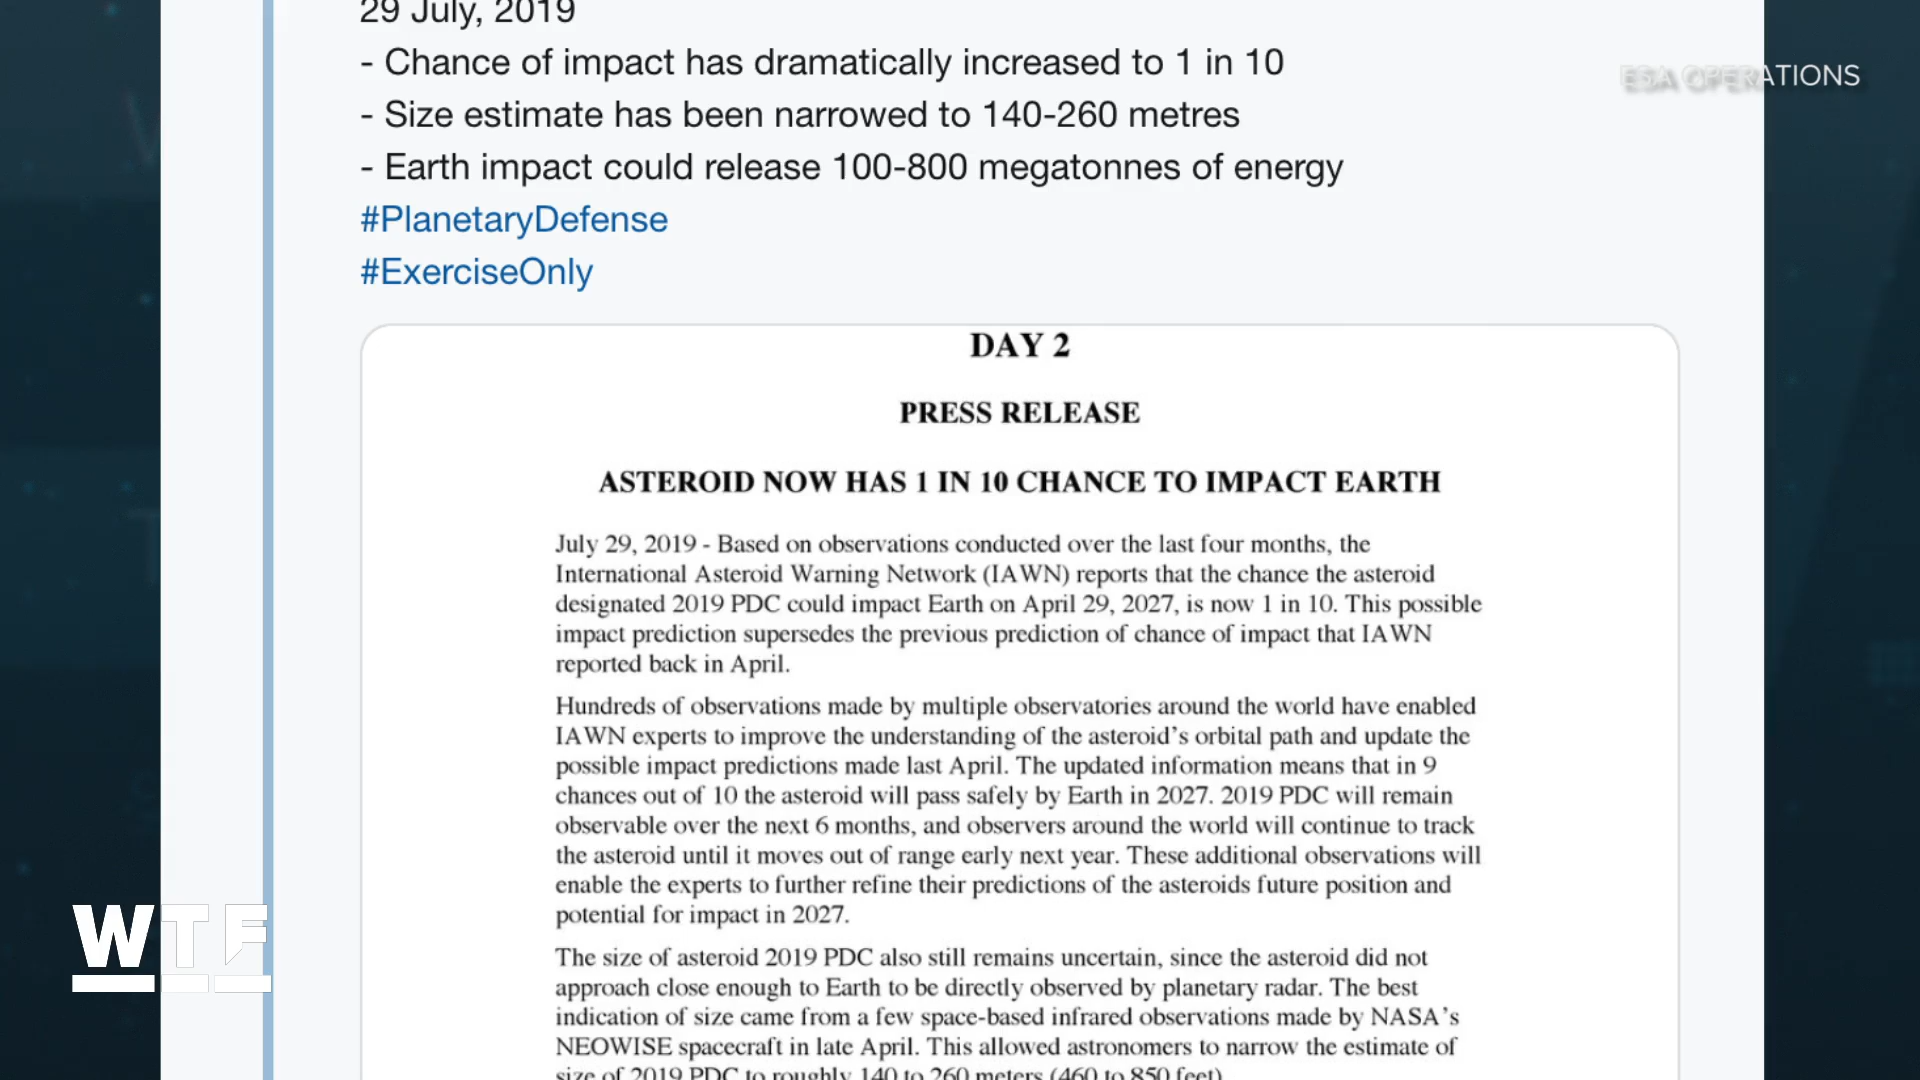 29 July, 2019
- Chance of impact has dramatically increased to 1 in 10
- Size estimate has been narrowed to 140-260 metres
- Earth impact could release 100-800 megatonnes of energy
#PlanetaryDefense
#ExerciseOnly
ESA OPERATIONS
DAY 2
PRESS RELEASE
ASTEROID NOW HAS 1 IN 10 CHANCE TO IMPACT EARTH
July 29, 2019 - Based on observations conducted over the last four months, the
International Asteroid Warning Network (IAWN) reports that the chance the asteroid
designated 2019 PDC could impact Earth on April 29, 2027, is now 1 in 10. This possible
impact prediction supersedes the previous prediction of chance of impact that IAWN
reported back in April.
Hundreds of observations made by multiple observatories around the world have enabled
IAWN experts to improve the understanding of the asteroid's orbital path and update the
possible impact predictions made last April. The updated information means that in 9
chances out of 10 the asteroid will pass safely by Earth in 2027. 2019 PDC will remain
observable over the next 6 months, and observers around the world will continue to track
the asteroid until it moves out of range early next year. These additional observations will
enable the experts to further refine their predictions of the asteroids future position and
potential for impact in 2027.
The size of asteroid 2019 PDC also still remains uncertain, since the asteroid did not
approach close enough to Earth to be directly observed by planetary radar. The best
indication of size came from a few space-based infrared observations made by NASA's
NEOWISE spacecraft in late April. This allowed astronomers to narrow the estimate of
size of 2019 PDC to roughly 140 to 260 meters (460 to 850 feet).
WTF